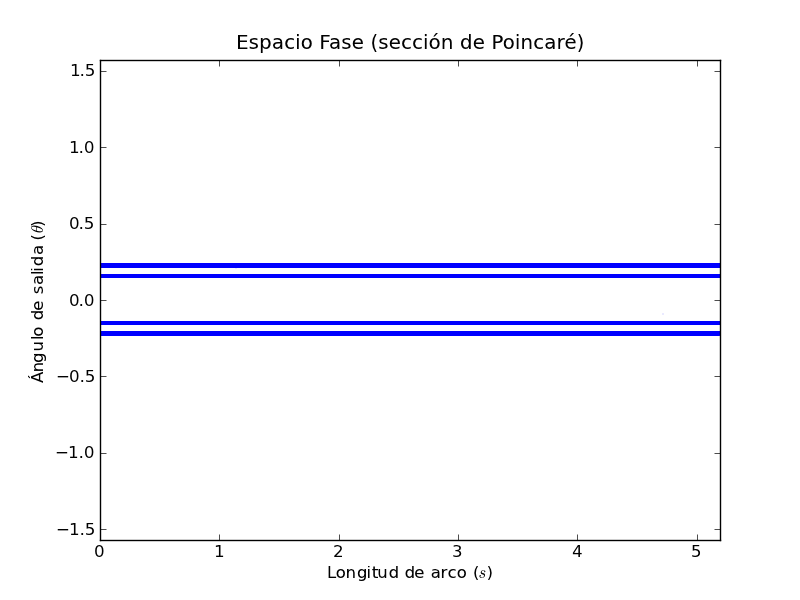 Espacio Fase (sección de Poincaré)
1.5
1.0
0.5
0.0
−0.5
−1.0
−1.5
Ángulo de salida (θ)
0 1 2 3 4 5
Longitud de arco (s)